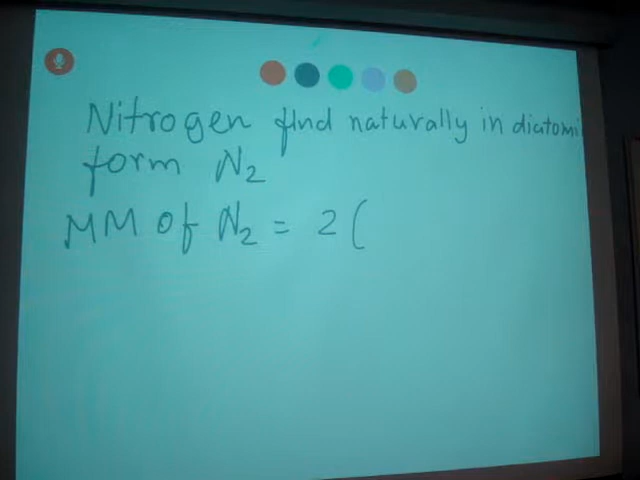 Nitrogen find naturally in diatomi
form N₂
MM of N₂ = 2 (